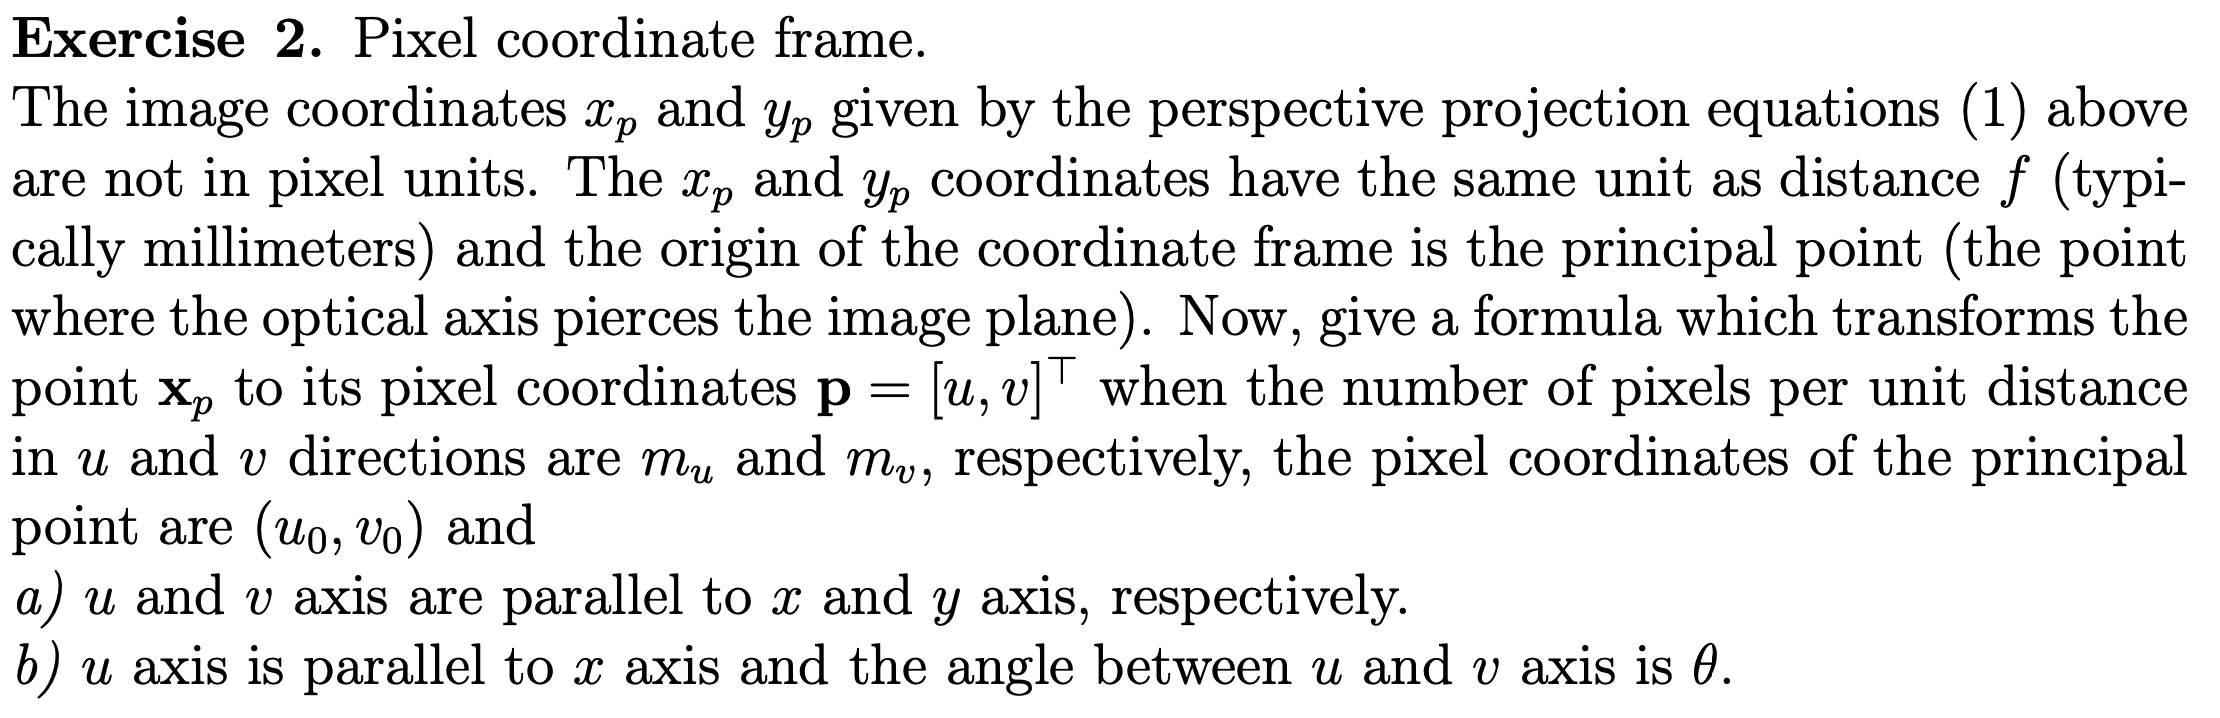 Exercise 2. Pixel coordinate frame.
The image coordinates $x_p$ and $y_p$ given by the perspective projection equations (1) above
are not in pixel units. The $x_p$ and $y_p$ coordinates have the same unit as distance $f$ (typi-
cally millimeters) and the origin of the coordinate frame is the principal point (the point
where the optical axis pierces the image plane). Now, give a formula which transforms the
point $\mathbf{x}_p$ to its pixel coordinates $\mathbf{p} = [u, v]^\top$ when the number of pixels per unit distance
in $u$ and $v$ directions are $m_u$ and $m_v$, respectively, the pixel coordinates of the principal
point are $(u_0, v_0)$ and
a) $u$ and $v$ axis are parallel to $x$ and $y$ axis, respectively.
b) $u$ axis is parallel to $x$ axis and the angle between $u$ and $v$ axis is $\theta$.